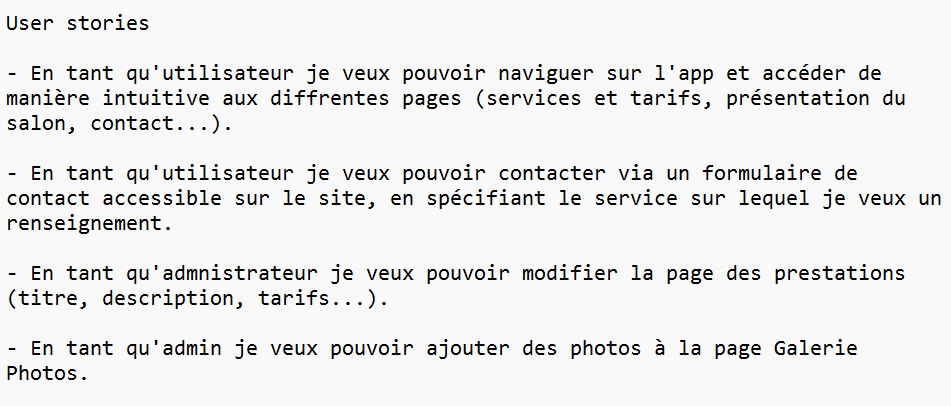 User stories
- En tant qu'utilisateur je veux pouvoir naviguer sur l'app et accéder de
manière intuitive aux diffrentes pages (services et tarifs, présentation du
salon, contact...).
- En tant qu'utilisateur je veux pouvoir contacter via un formulaire de
contact accessible sur le site, en spécifiant le service sur lequel je veux un
renseignement.
- En tant qu'admnistrateur je veux pouvoir modifier la page des prestations
(titre, description, tarifs...).
- En tant qu'admin je veux pouvoir ajouter des photos à la page Galerie
Photos.